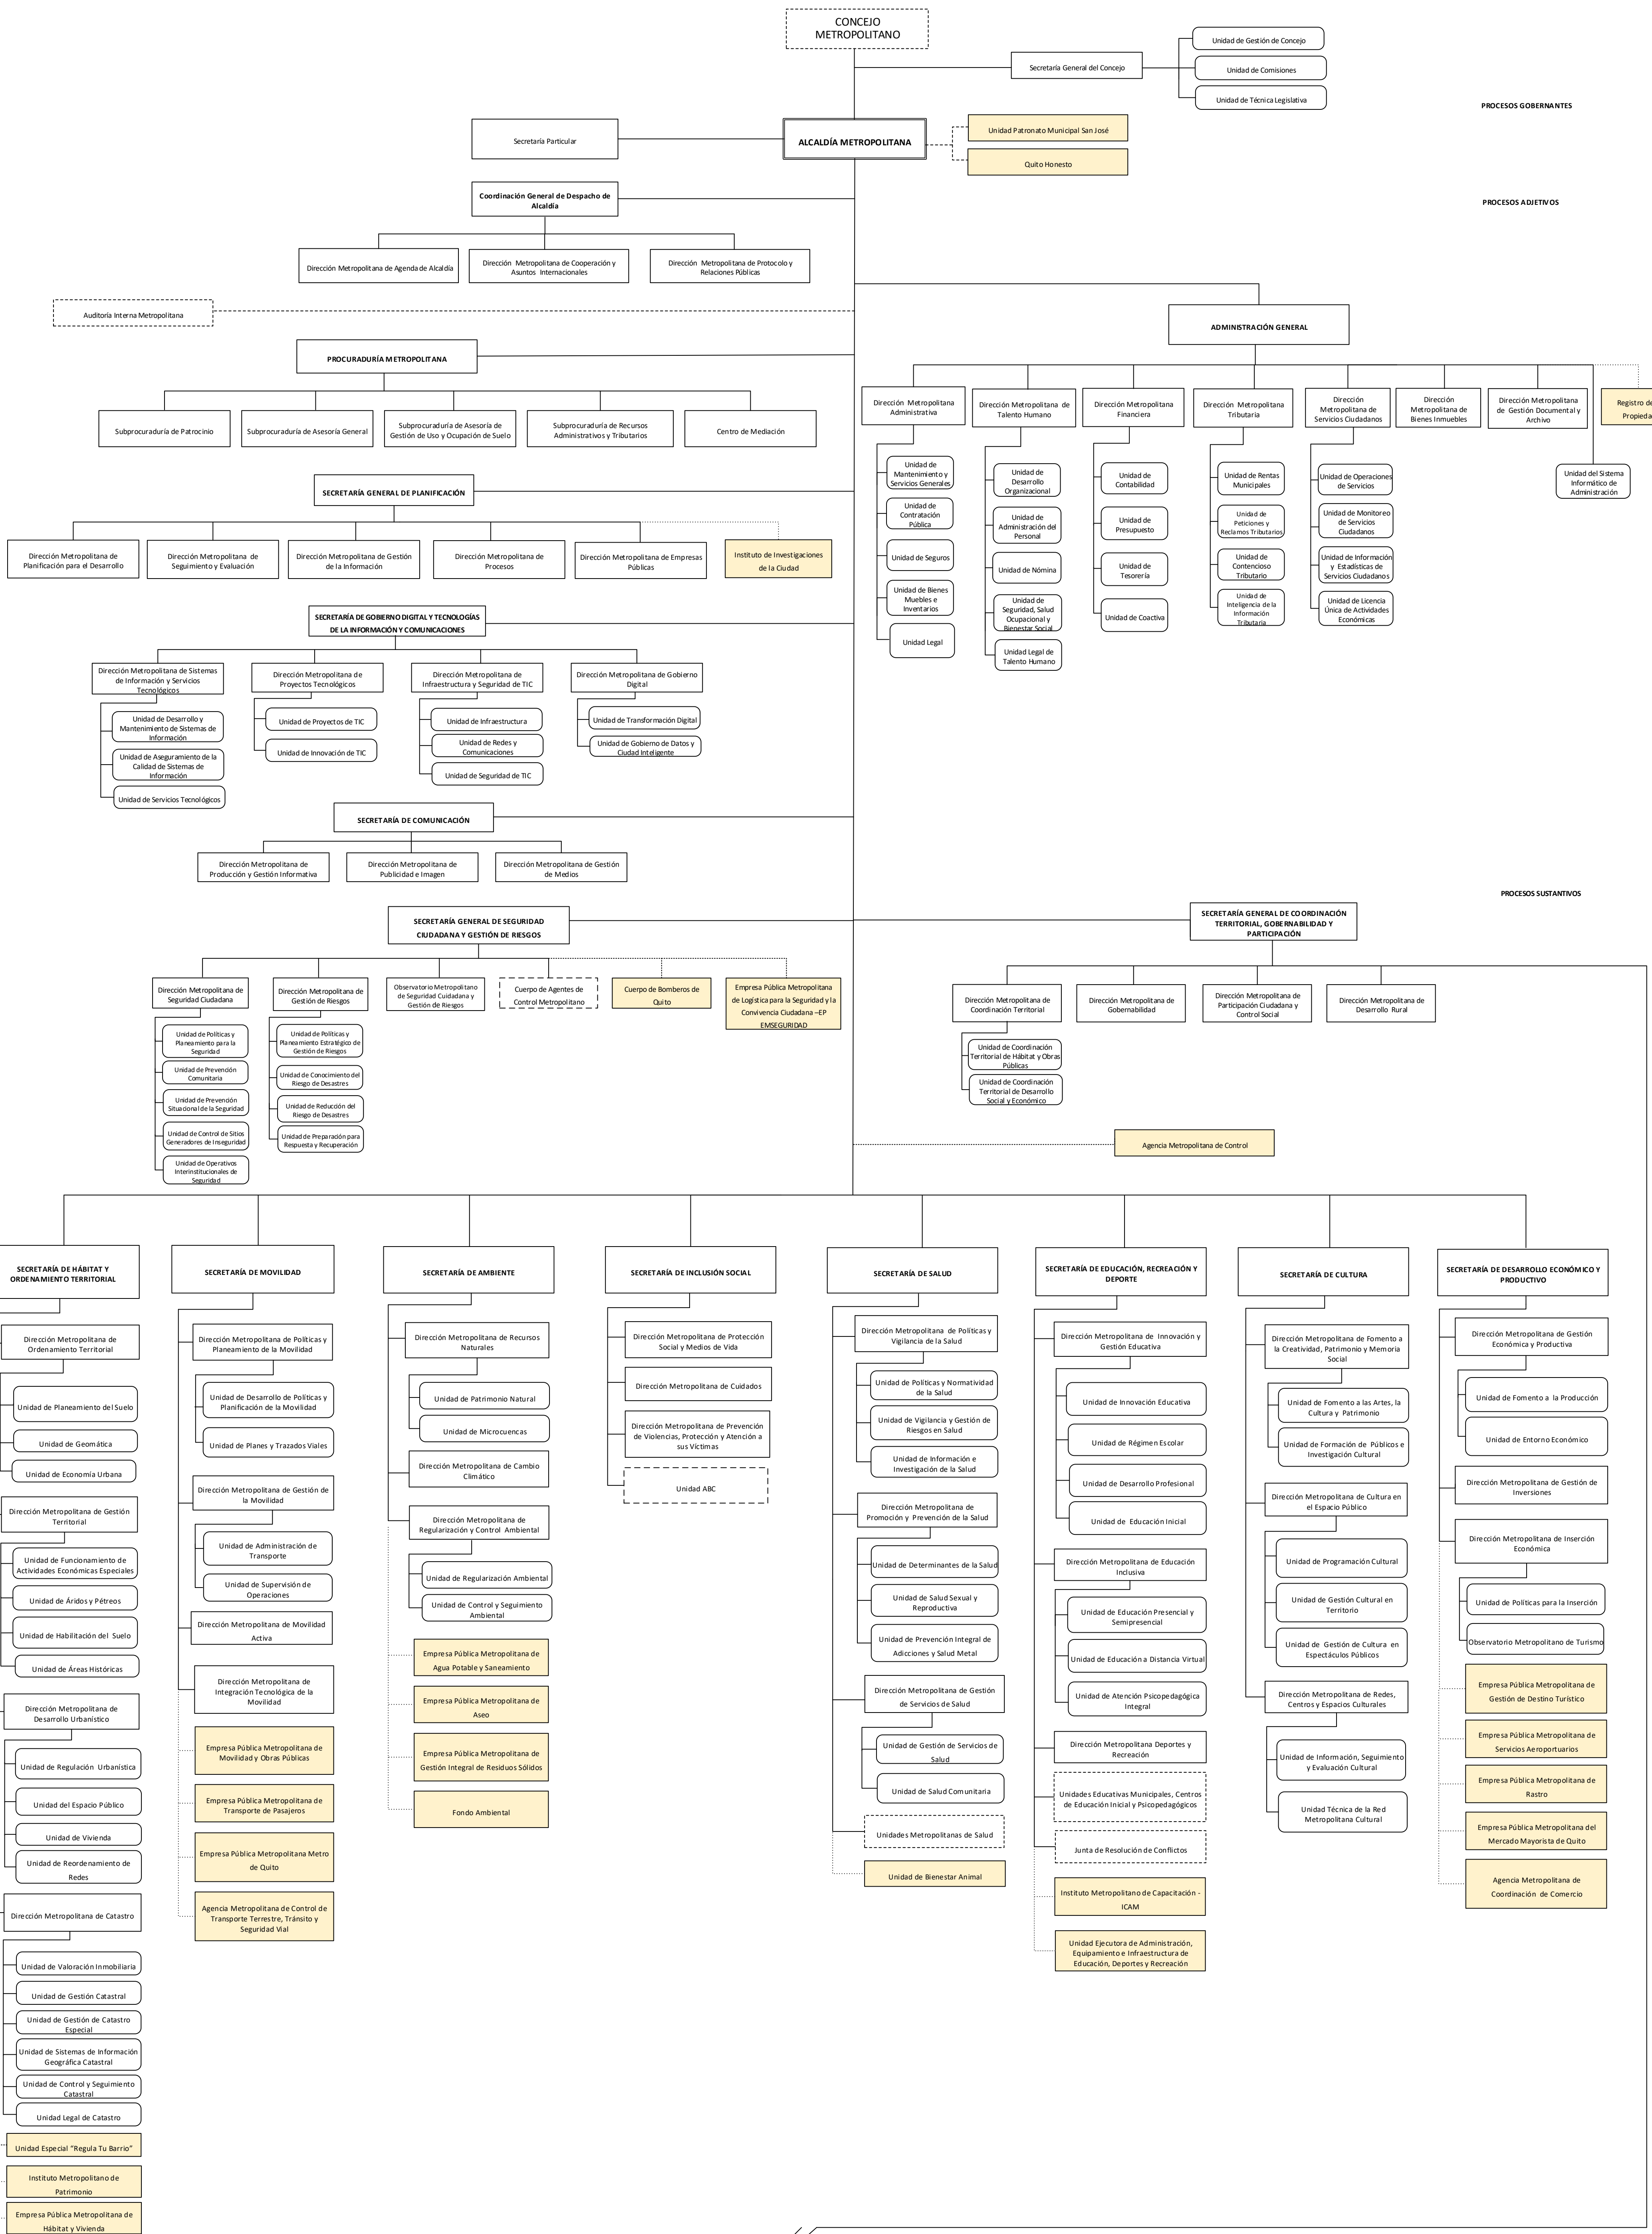 CONCEJO
METROPOLITANO
Secretaría General del Concejo
Unidad de Gestión de Concejo
Unidad de Comisiones
Unidad de Técnica Legislativa
PROCESOS GOBERNANTES
Secretaría Particular
ALCALDÍA METROPOLITANA
Unidad Patronato Municipal San José
Quito Honesto
Coordinación General de Despacho de
Alcaldía
PROCESOS ADJETIVOS
Dirección Metropolitana de Agenda de Alcaldía
Dirección Metropolitana de Cooperación y
Asuntos Internacionales
Dirección Metropolitana de Protocolo y
Relaciones Públicas
Auditoría Interna Metropolitana
PROCURADURÍA METROPOLITANA
Subprocuraduría de Patrocinio
Subprocuraduría de Asesoría General
Subprocuraduría de Asesoría de
Gestión de Uso y Ocupación de Suelo
Subprocuraduría de Recursos
Administrativos y Tributarios
Centro de Mediación
ADMINISTRACIÓN GENERAL
Dirección Metropolitana
Administrativa
Unidad de
Mantenimiento y
Servicios Generales
Unidad de
Contratación
Pública
Unidad de Seguros
Unidad de Bienes
Muebles e
Inventarios
Unidad Legal
Dirección Metropolitana de
Talento Humano
Unidad de
Desarrollo
Organizacional
Unidad de
Administración del
Personal
Unidad de Nómina
Unidad de
Seguridad, Salud
Ocupacional y
Bienestar Social
Unidad Legal de
Talento Humano
Dirección Metropolitana
Financiera
Unidad de
Contabilidad
Unidad de
Presupuesto
Unidad de
Tesorería
Unidad de Coactiva
Dirección Metropolitana
Tributaria
Unidad de Rentas
Municipales
Unidad de
Peticiones y
Reclamos Tributarios
Unidad de
Contencioso
Tributario
Unidad de
Inteligencia de la
Información
Tributaria
Dirección
Metropolitana de
Servicios Ciudadanos
Unidad de Operaciones
de Servicios
Unidad de Monitoreo
de Servicios
Ciudadanos
Unidad de Información
y Estadísticas de
Servicios Ciudadanos
Unidad de Licencia
Única de Actividades
Económicas
Dirección
Metropolitana de
Bienes Inmuebles
Dirección Metropolitana
de Gestión Documental y
Archivo
Unidad del Sistema
Informático de
Administración
Registro de
Propieda
SECRETARÍA GENERAL DE PLANIFICACIÓN
Dirección Metropolitana de
Planificación para el Desarrollo
Dirección Metropolitana de
Seguimiento y Evaluación
Dirección Metropolitana de Gestión
de la Información
Dirección Metropolitana de
Procesos
Dirección Metropolitana de Empresas
Públicas
Instituto de Investigaciones
de la Ciudad
SECRETARÍA DE GOBIERNO DIGITAL Y TECNOLOGÍAS
DE LA INFORMACIÓN Y COMUNICACIONES
Dirección Metropolitana de Sistemas
de Información y Servicios
Tecnológicos
Unidad de Desarrollo y
Mantenimiento de Sistemas de
Información
Unidad de Aseguramiento de la
Calidad de Sistemas de
Información
Unidad de Servicios Tecnológicos
Dirección Metropolitana de
Proyectos Tecnológicos
Unidad de Proyectos de TIC
Unidad de Innovación de TIC
Dirección Metropolitana de
Infraestructura y Seguridad de TIC
Unidad de Infraestructura
Unidad de Redes y
Comunicaciones
Unidad de Seguridad de TIC
Dirección Metropolitana de Gobierno
Digital
Unidad de Transformación Digital
Unidad de Gobierno de Datos y
Ciudad Inteligente
SECRETARÍA DE COMUNICACIÓN
Dirección Metropolitana de
Producción y Gestión Informativa
Dirección Metropolitana de
Publicidad e Imagen
Dirección Metropolitana de Gestión
de Medios
PROCESOS SUSTANTIVOS
SECRETARÍA GENERAL DE SEGURIDAD
CIUDADANA Y GESTIÓN DE RIESGOS
Dirección Metropolitana de
Seguridad Ciudadana
Unidad de Políticas y
Planeamiento para la
Seguridad
Unidad de Prevención
Comunitaria
Unidad de Prevención
Situacional de la Seguridad
Unidad de Control de Sitios
Generadores de Inseguridad
Unidad de Operativos
Interinstitucionales de
Seguridad
Dirección Metropolitana de
Gestión de Riesgos
Unidad de Políticas y
Planeamiento Estratégico de
Gestión de Riesgos
Unidad de Conocimiento del
Riesgo de Desastres
Unidad de Reducción del
Riesgo de Desastres
Unidad de Preparación para
Respuesta y Recuperación
Observatorio Metropolitano
de Seguridad Cuidadana y
Gestión de Riesgos
Cuerpo de Agentes de
Control Metropolitano
Cuerpo de Bomberos de
Quito
Empresa Pública Metropolitana
de Logística para la Seguridad y la
Convivencia Ciudadana –EP
EMSEGURIDAD
SECRETARÍA GENERAL DE COORDINACIÓN
TERRITORIAL, GOBERNABILIDAD Y
PARTICIPACIÓN
Dirección Metropolitana de
Coordinación Territorial
Unidad de Coordinación
Territorial de Hábitat y Obras
Públicas
Unidad de Coordinación
Territorial de Desarrollo
Social y Económico
Dirección Metropolitana de
Gobernabilidad
Dirección Metropolitana de
Participación Ciudadana y
Control Social
Dirección Metropolitana de
Desarrollo Rural
Agencia Metropolitana de Control
SECRETARÍA DE HÁBITAT Y
ORDENAMIENTO TERRITORIAL
Dirección Metropolitana de
Ordenamiento Territorial
Unidad de Planeamiento del Suelo
Unidad de Geomática
Unidad de Economía Urbana
Dirección Metropolitana de Gestión
Territorial
Unidad de Funcionamiento de
Actividades Económicas Especiales
Unidad de Áridos y Pétreos
Unidad de Habilitación del Suelo
Unidad de Áreas Históricas
Dirección Metropolitana de
Desarrollo Urbanístico
Unidad de Regulación Urbanística
Unidad del Espacio Público
Unidad de Vivienda
Unidad de Reordenamiento de
Redes
Dirección Metropolitana de Catastro
Unidad de Valoración Inmobiliaria
Unidad de Gestión Catastral
Unidad de Gestión de Catastro
Especial
Unidad de Sistemas de Información
Geográfica Catastral
Unidad de Control y Seguimiento
Catastral
Unidad Legal de Catastro
Unidad Especial “Regula Tu Barrio”
Instituto Metropolitano de
Patrimonio
Empresa Pública Metropolitana de
Hábitat y Vivienda
SECRETARÍA DE MOVILIDAD
Dirección Metropolitana de Políticas y
Planeamiento de la Movilidad
Unidad de Desarrollo de Políticas y
Planificación de la Movilidad
Unidad de Planes y Trazados Viales
Dirección Metropolitana de Gestión de
la Movilidad
Unidad de Administración de
Transporte
Unidad de Supervisión de
Operaciones
Dirección Metropolitana de Movilidad
Activa
Dirección Metropolitana de
Integración Tecnológica de la
Movilidad
Empresa Pública Metropolitana de
Movilidad y Obras Públicas
Empresa Pública Metropolitana de
Transporte de Pasajeros
Empresa Pública Metropolitana Metro
de Quito
Agencia Metropolitana de Control de
Transporte Terrestre, Tránsito y
Seguridad Vial
SECRETARÍA DE AMBIENTE
Dirección Metropolitana de Recursos
Naturales
Unidad de Patrimonio Natural
Unidad de Microcuencas
Dirección Metropolitana de Cambio
Climático
Dirección Metropolitana de
Regularización y Control Ambiental
Unidad de Regularización Ambiental
Unidad de Control y Seguimiento
Ambiental
Empresa Pública Metropolitana de
Agua Potable y Saneamiento
Empresa Pública Metropolitana de
Aseo
Empresa Pública Metropolitana de
Gestión Integral de Residuos Sólidos
Fondo Ambiental
SECRETARÍA DE INCLUSIÓN SOCIAL
Dirección Metropolitana de Protección
Social y Medios de Vida
Dirección Metropolitana de Cuidados
Dirección Metropolitana de Prevención
de Violencias, Protección y Atención a
sus Víctimas
Unidad ABC
SECRETARÍA DE SALUD
Dirección Metropolitana de Políticas y
Vigilancia de la Salud
Unidad de Políticas y Normatividad
de la Salud
Unidad de Vigilancia y Gestión de
Riesgos en Salud
Unidad de Información e
Investigación de la Salud
Dirección Metropolitana de
Promoción y Prevención de la Salud
Unidad de Determinantes de la Salud
Unidad de Salud Sexual y
Reproductiva
Unidad de Prevención Integral de
Adicciones y Salud Metal
Dirección Metropolitana de Gestión
de Servicios de Salud
Unidad de Gestión de Servicios de
Salud
Unidad de Salud Comunitaria
Unidades Metropolitanas de Salud
Unidad de Bienestar Animal
SECRETARÍA DE EDUCACIÓN, RECREACIÓN Y
DEPORTE
Dirección Metropolitana de Innovación y
Gestión Educativa
Unidad de Innovación Educativa
Unidad de Régimen Escolar
Unidad de Desarrollo Profesional
Unidad de Educación Inicial
Dirección Metropolitana de Educación
Inclusiva
Unidad de Educación Presencial y
Semipresencial
Unidad de Educación a Distancia Virtual
Unidad de Atención Psicopedagógica
Integral
Dirección Metropolitana Deportes y
Recreación
Unidades Educativas Municipales, Centros
de Educación Inicial y Psicopedagógicos
Junta de Resolución de Conflictos
Instituto Metropolitano de Capacitación -
ICAM
Unidad Ejecutora de Administración,
Equipamiento e Infraestructura de
Educación, Deportes y Recreación
SECRETARÍA DE CULTURA
Dirección Metropolitana de Fomento a
la Creatividad, Patrimonio y Memoria
Social
Unidad de Fomento a las Artes, la
Cultura y Patrimonio
Unidad de Formación de Públicos e
Investigación Cultural
Dirección Metropolitana de Cultura en
el Espacio Público
Unidad de Programación Cultural
Unidad de Gestión Cultural en
Territorio
Unidad de Gestión de Cultura en
Espectáculos Públicos
Dirección Metropolitana de Redes,
Centros y Espacios Culturales
Unidad de Información, Seguimiento
y Evaluación Cultural
Unidad Técnica de la Red
Metropolitana Cultural
SECRETARÍA DE DESARROLLO ECONÓMICO Y
PRODUCTIVO
Dirección Metropolitana de Gestión
Económica y Productiva
Unidad de Fomento a la Producción
Unidad de Entorno Económico
Dirección Metropolitana de Gestión de
Inversiones
Dirección Metropolitana de Inserción
Económica
Unidad de Políticas para la Inserción
Observatorio Metropolitano de Turismo
Empresa Pública Metropolitana de
Gestión de Destino Turístico
Empresa Pública Metropolitana de
Servicios Aeroportuarios
Empresa Pública Metropolitana de
Rastro
Empresa Pública Metropolitana del
Mercado Mayorista de Quito
Agencia Metropolitana de
Coordinación de Comercio